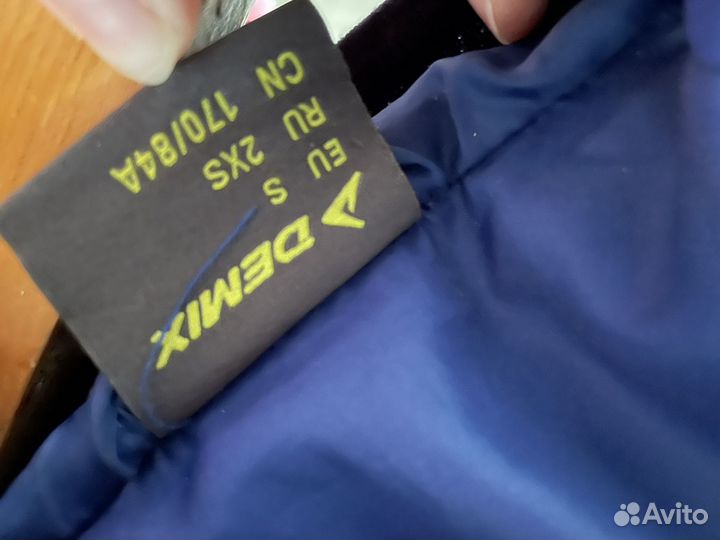 DEMIX
EU S
RU 2XS
CN 170/84A
Avito